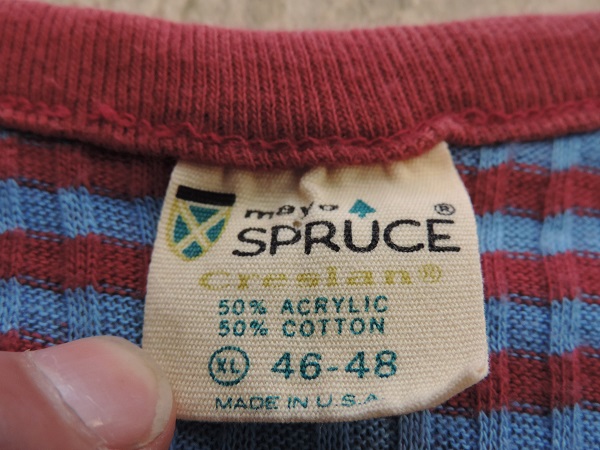 mayo
SPRUCE®
Creslan®
50% ACRYLIC
50% COTTON
XL 46-48
MADE IN U.S.A